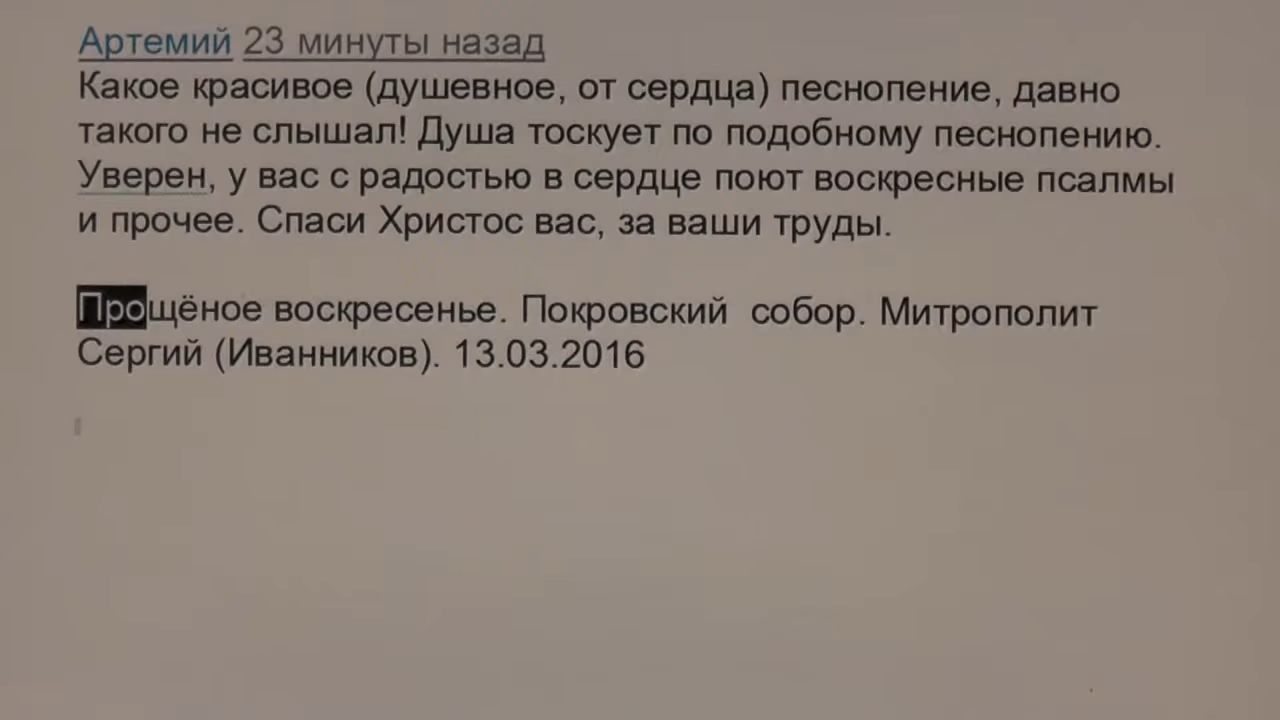 Артемий 23 минуты назад
Какое красивое (душевное, от сердца) песнопение, давно
такого не слышал! Душа тоскует по подобному песнопению.
Уверен, у вас с радостью в сердце поют воскресные псалмы
и прочее. Спаси Христос вас, за ваши труды.
Прощёное воскресенье. Покровский собор. Митрополит
Сергий (Иванников). 13.03.2016